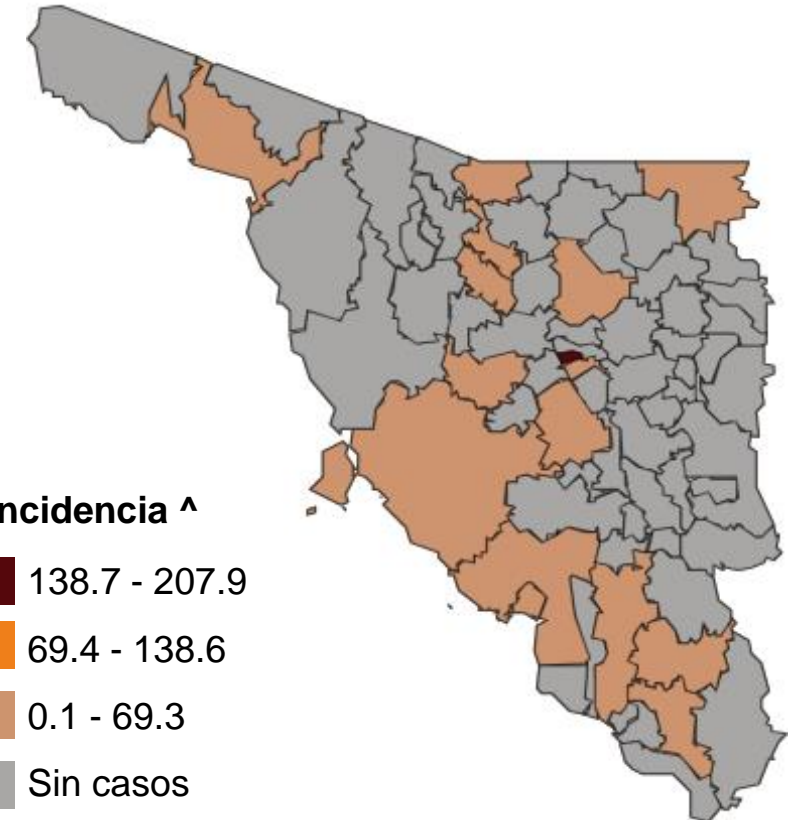 ncidencia ^
138.7 - 207.9
69.4 - 138.6
0.1 - 69.3
Sin casos